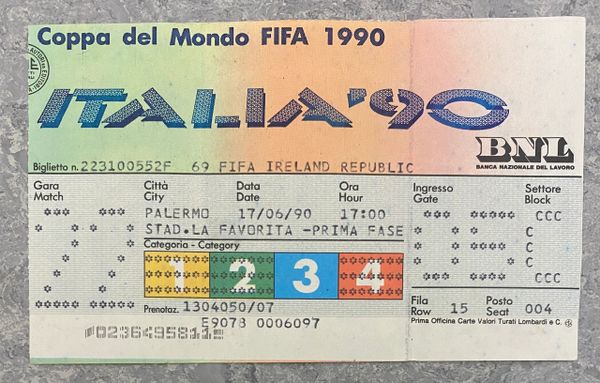 Coppa del Mondo FIFA 1990
ITALIA '90
BNL
BANCA NAZIONALE DEL LAVORO
Biglietto n. 223100552F 69 FIFA IRELAND REPUBLIC
Gara Città Data Ora Ingresso Settore
Match City Date Hour Gate Block
PALERMO 17/06/90 17:00 CCC
STAD.LA FAVORITA -PRIMA FASE C
Categoria - Category C
1 2 3 4 C
CCC
Prenotaz. 1304050/07
E9078 0006097
Fila Posto
Row 15 Seat 004
Prima Officina Carte Valori Turati Lombardi e C.